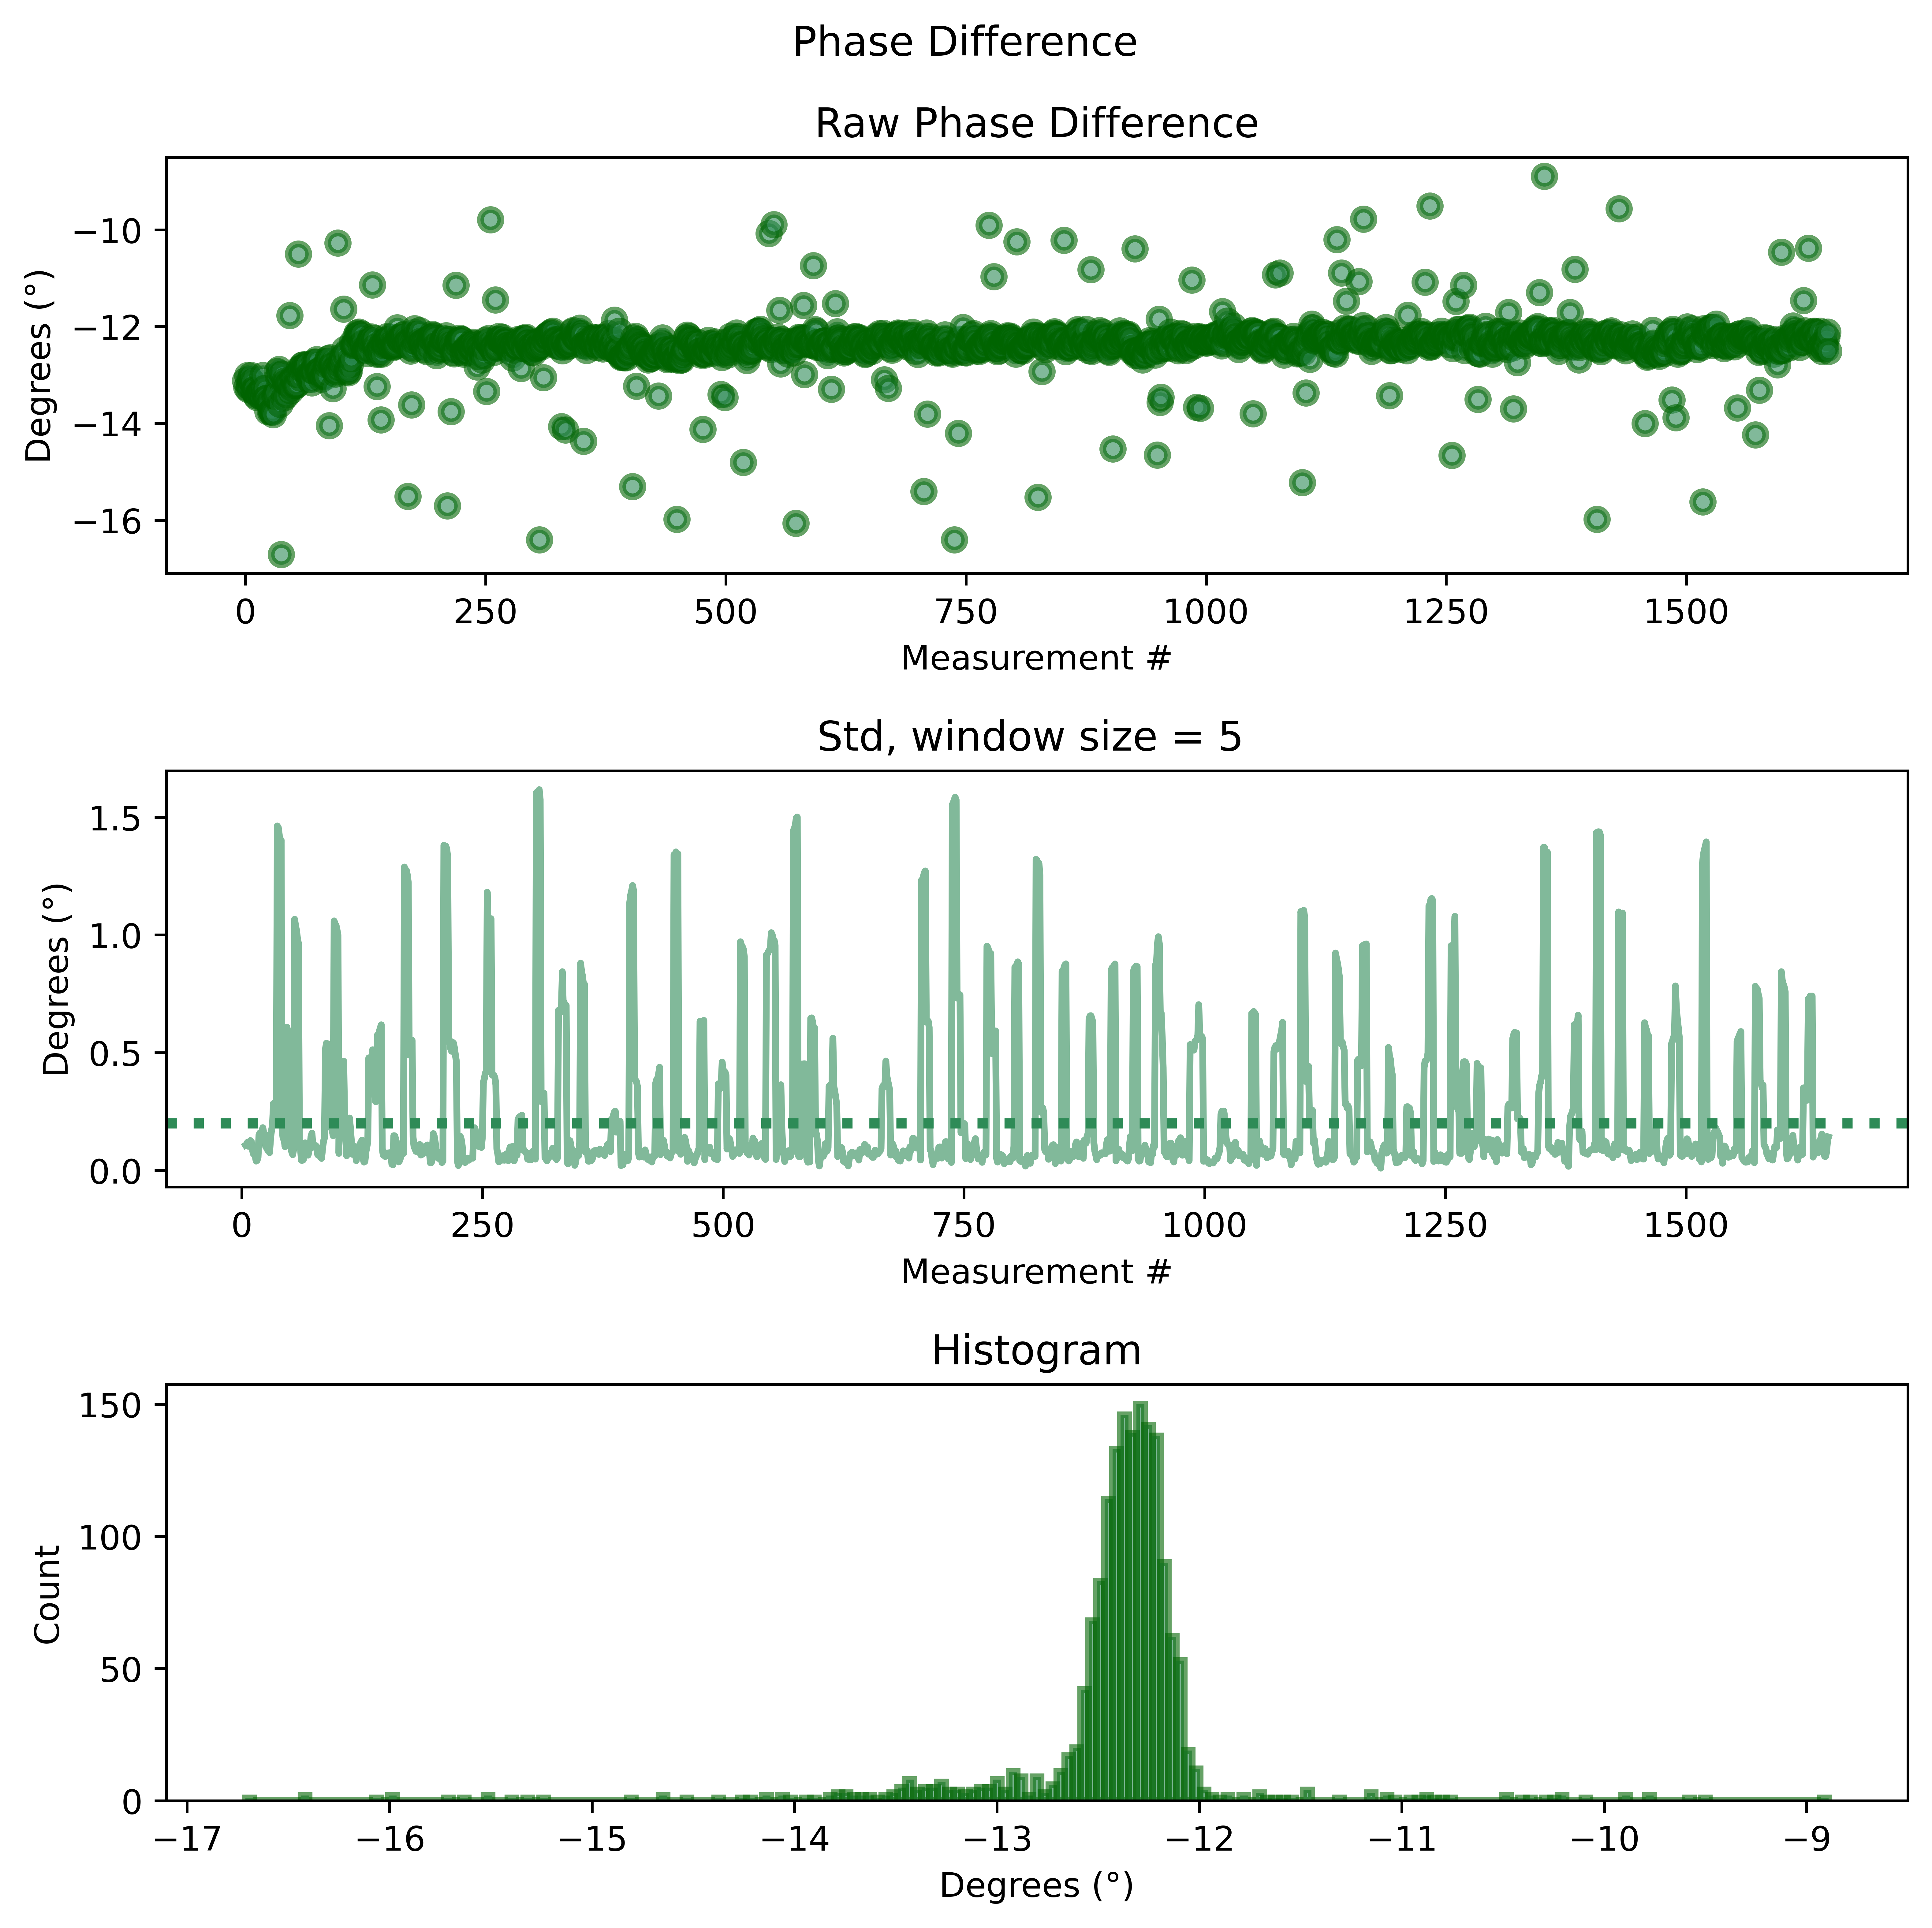 Phase Difference
Raw Phase Difference
Degrees (°)
−10
−12
−14
−16
0 250 500 750 1000 1250 1500
Measurement #
Std, window size = 5
Degrees (°)
1.5
1.0
0.5
0.0
0 250 500 750 1000 1250 1500
Measurement #
Histogram
Count
150
100
50
0
−17 −16 −15 −14 −13 −12 −11 −10 −9
Degrees (°)